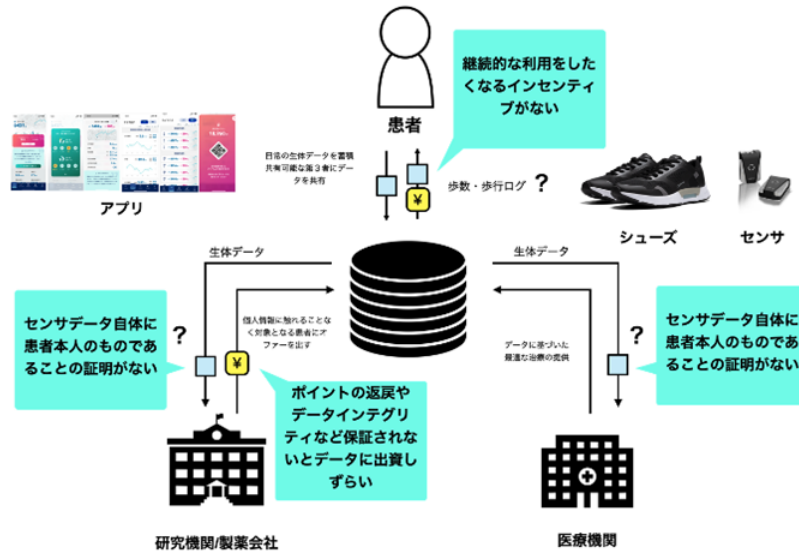 継続的な利用をした
くなるインセンティ
ブがない
患者
日常の生体データを蓄積
共有可能な第3者にデー
タを共有
¥
歩数・歩行ログ ?
アプリ
シューズ
センサ
生体データ
生体データ
センサデータ自体に
患者本人のものであ
ることの証明がない
?
個人情報に触れることな
く対象となる患者にオ
ファーを出す
¥
データに基づいた
最適な治療の提供
?
センサデータ自体に
患者本人のものであ
ることの証明がない
ポイントの返戻や
データインテグリ
ティなど保証されな
いとデータに出資し
ずらい
研究機関/製薬会社
医療機関